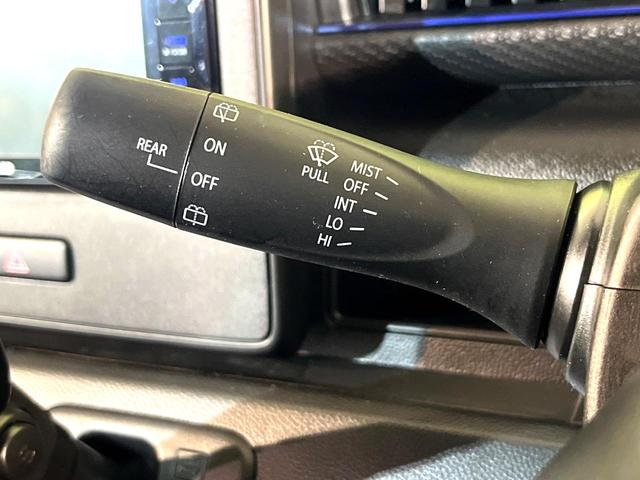 REAR
ON
OFF
PULL
MIST
OFF
INT
LO
HI